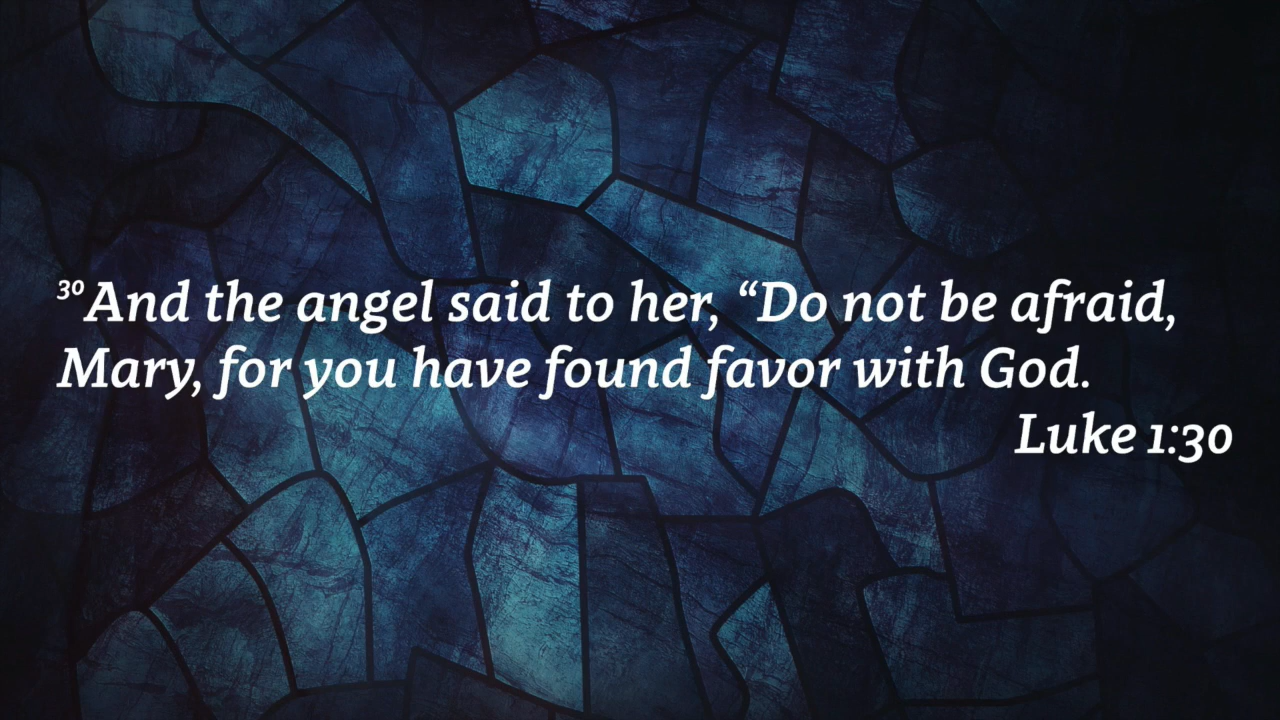 ³⁰And the angel said to her, “Do not be afraid,
Mary, for you have found favor with God.
Luke 1:30